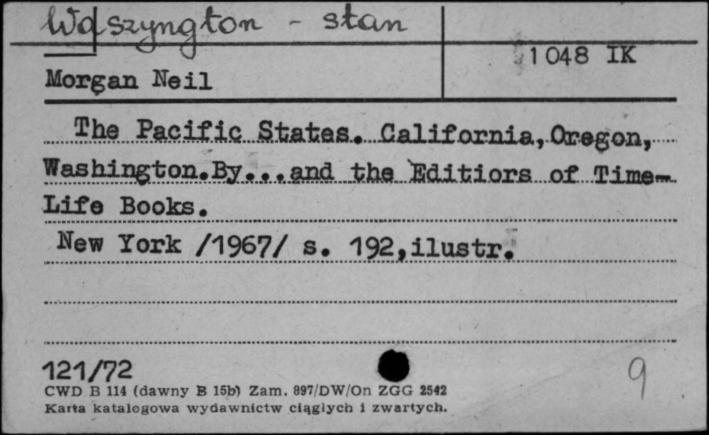 Waszyngton - stan
1048 IK
Morgan Neil
The Pacific States. California,Oregon,
Washington.By...and the Editiors of Time-
Life Books.
New York /1967/ s. 192,ilustr.
121/72
9
CWD B 114 (dawny B 15b) Zam. 897/DW/On ZGG 2542
Karta katalogowa wydawnictw ciągłych i zwartych.